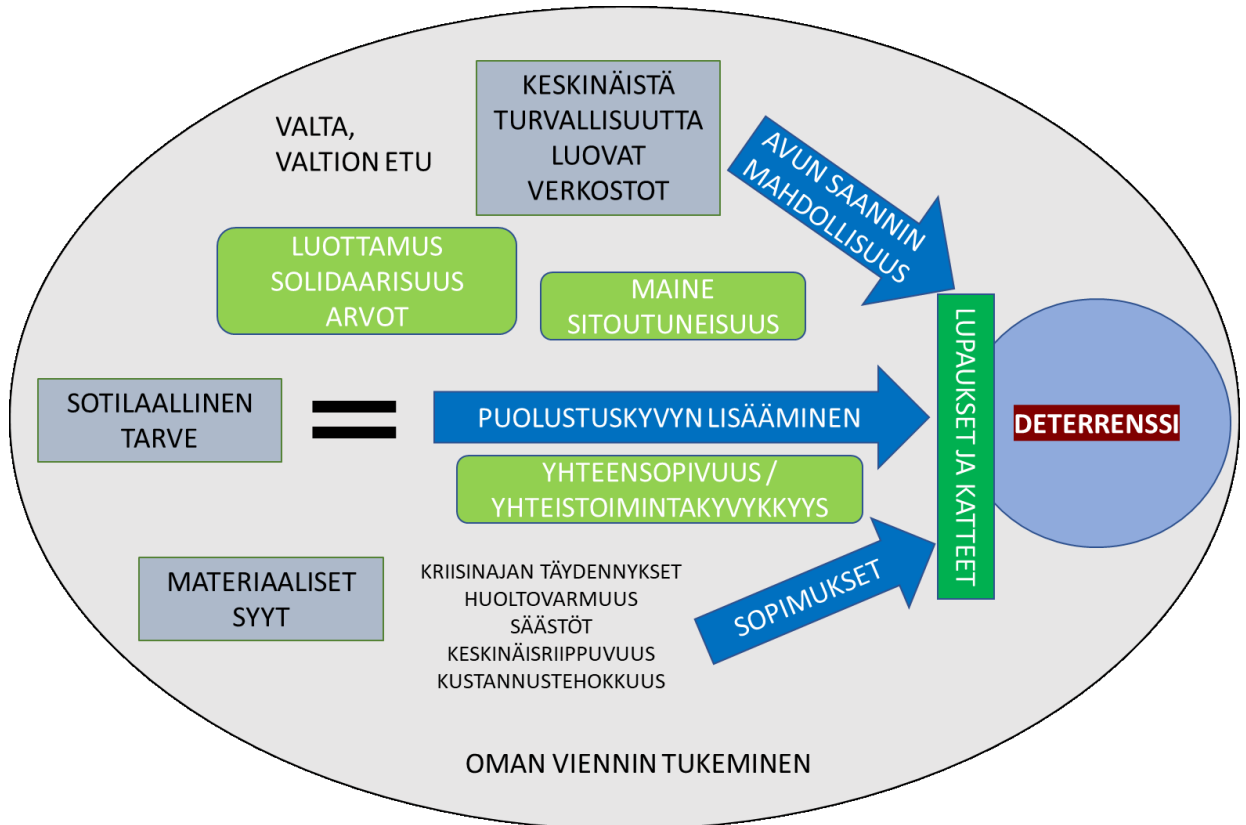 KESKINÄISTÄ
TURVALLISUUTTA
LUOVAT
VERKOSTOT
VALTA,
VALTION ETU
AVUN SAANNIN
MAHDOLLISUUS
LUOTTAMUS
SOLIDAARISUUS
ARVOT
MAINE
SITOUTUNEISUUS
SOTILAALLINEN
TARVE
=
PUOLUSTUSKYVYN LISÄÄMINEN
LUPAUKSET JA KATTEET
DETERRENSSI
YHTEENSOPIVUUS /
YHTEISTOIMINTAKYVYKKYYS
MATERIAALISET
SYYT
KRIISINAJAN TÄYDENNYKSET
HUOLTOVARMUUS
SÄÄSTÖT
KESKINÄISRIIPPUVUUS
KUSTANNUSTEHOKKUUS
SOPIMUKSET
OMAN VIENNIN TUKEMINEN